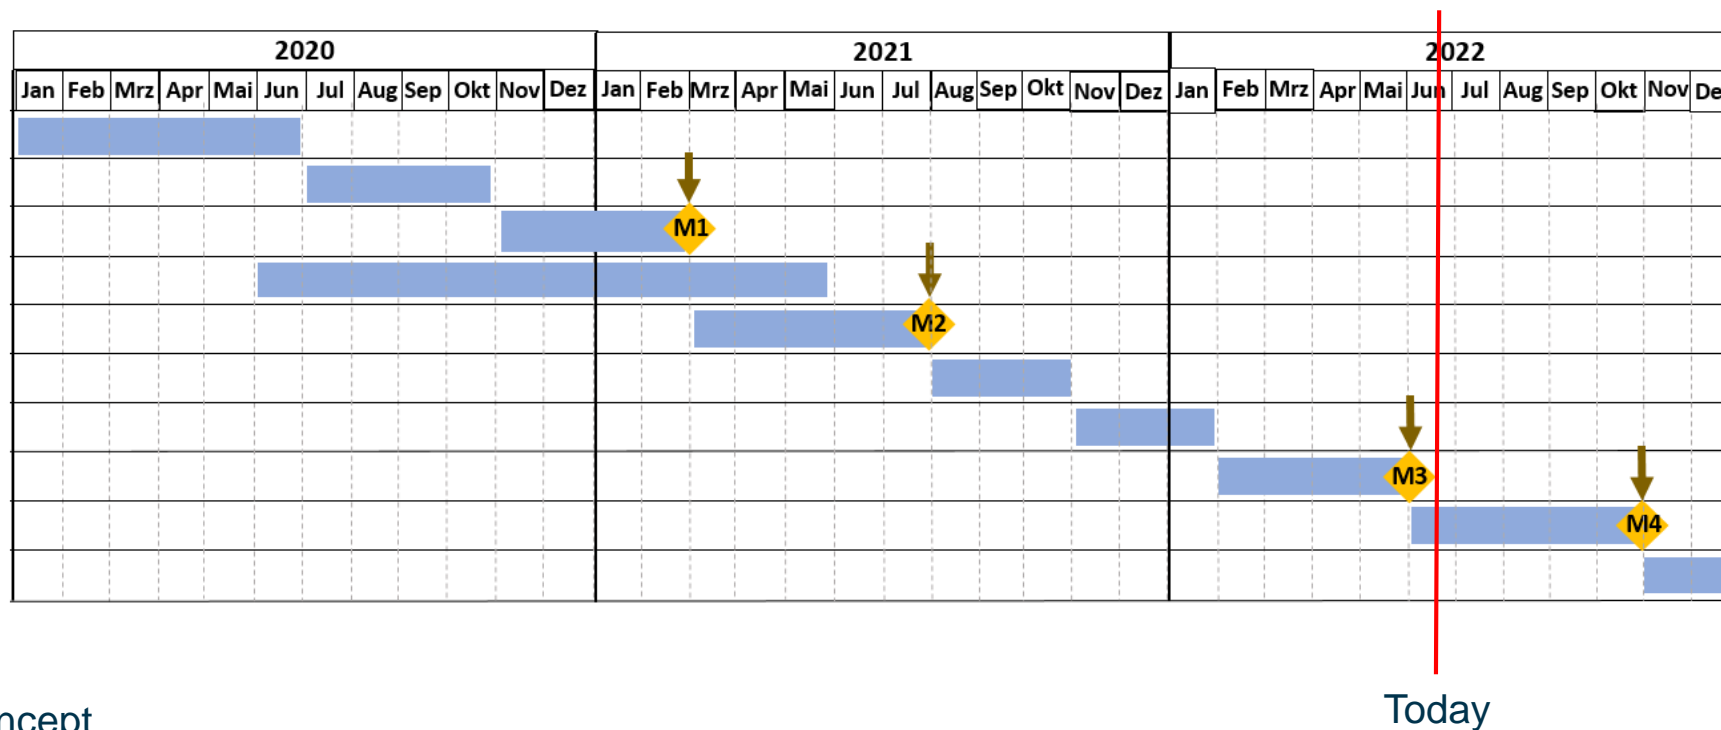 2020 2021 2022
Jan Feb Mrz Apr Mai Jun Jul Aug Sep Okt Nov Dez Jan Feb Mrz Apr Mai Jun Jul Aug Sep Okt Nov Dez Jan Feb Mrz Apr Mai Jun Jul Aug Sep Okt Nov De
M1
M2
M3
M4
Today
ncept